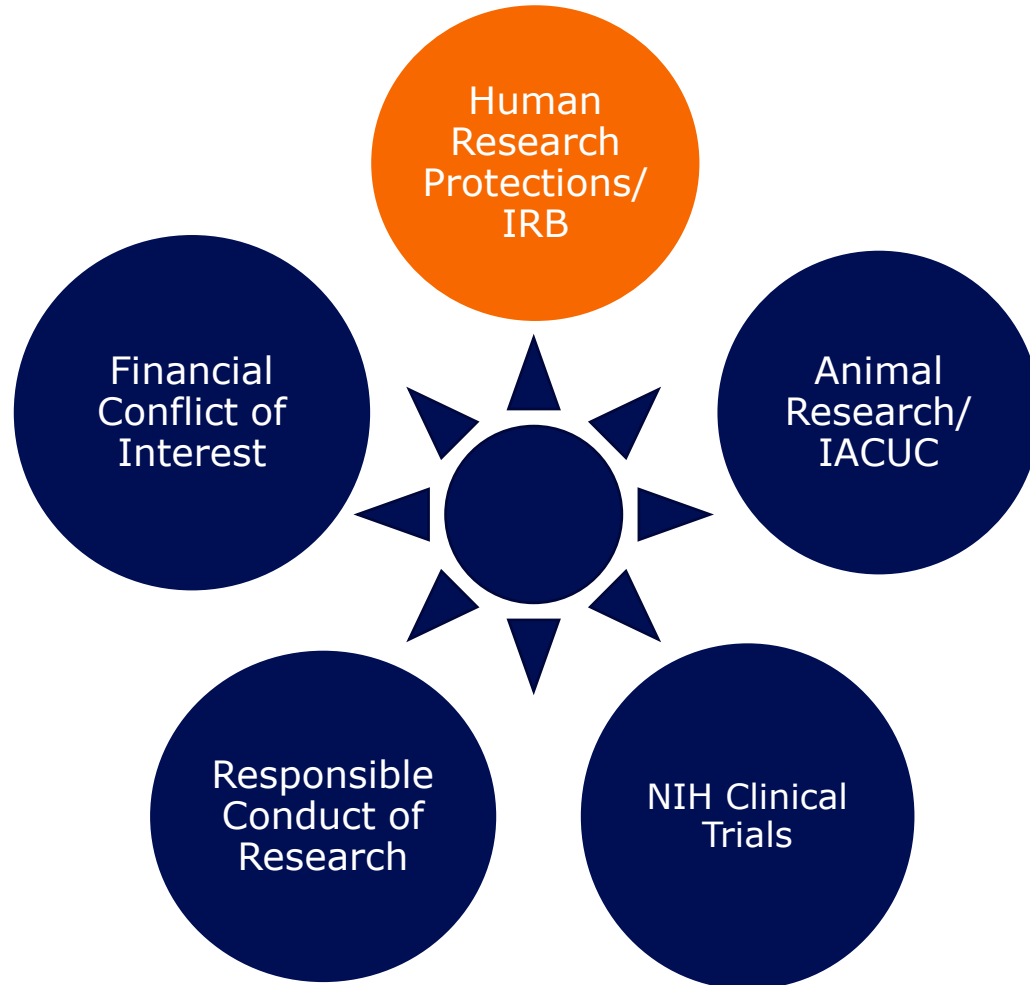 Human
Research
Protections/
IRB
Financial
Conflict of
Interest
Animal
Research/
IACUC
Responsible
Conduct of
Research
NIH Clinical
Trials